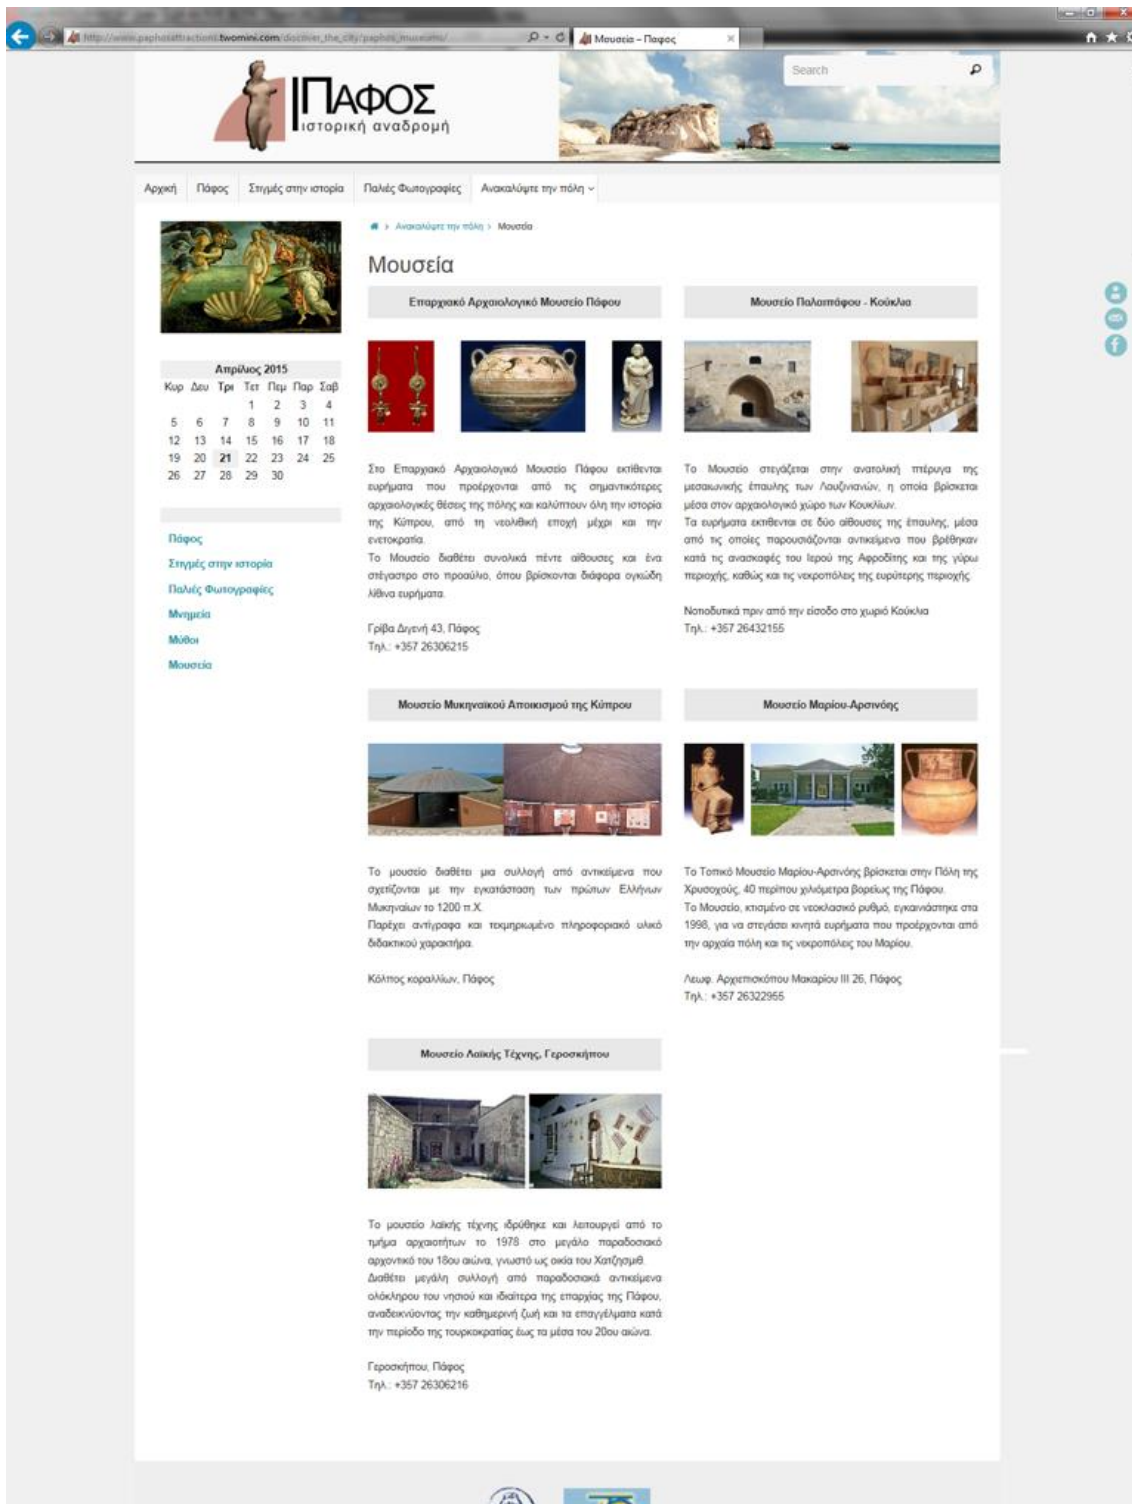 http://www.paphosattractions.twomini.com/discover_the_city/paphos_museums/
Μουσεία – Παφος
Search
ΠΑΦΟΣ
ιστορική αναδρομή
Αρχική Πάφος Στιγμές στην ιστορία Παλιές Φωτογραφίες Ανακαλύψτε την πόλη
Ανακαλύψτε την πόλη > Μουσεία
Μουσεία
Απρίλιος 2015
Κυρ Δευ Τρι Τετ Πεμ Παρ Σαβ
1 2 3 4
5 6 7 8 9 10 11
12 13 14 15 16 17 18
19 20 21 22 23 24 25
26 27 28 29 30
Πάφος
Στιγμές στην ιστορία
Παλιές Φωτογραφίες
Μνημεία
Μύθοι
Μουσεία
Επαρχιακό Αρχαιολογικό Μουσείο Πάφου
Στο Επαρχιακό Αρχαιολογικό Μουσείο Πάφου εκτίθενται
ευρήματα που προέρχονται από τις σημαντικότερες
αρχαιολογικές θέσεις της πόλης και καλύπτουν όλη την ιστορία
της Κύπρου, από τη νεολιθική εποχή μέχρι και την
ενετοκρατία.
Το Μουσείο διαθέτει συνολικά πέντε αίθουσες και ένα
στέγαστρο στο προαύλιο, όπου βρίσκονται διάφορα ογκώδη
λίθινα ευρήματα.
Γρίβα Διγενή 43, Πάφος
Τηλ.: +357 26306215
Μουσείο Παλαιπάφου - Κούκλια
Το Μουσείο στεγάζεται στην ανατολική πτέρυγα της
μεσαιωνικής έπαυλης των Λουζινιανών, η οποία βρίσκεται
μέσα στον αρχαιολογικό χώρο των Κουκλίων.
Τα ευρήματα εκτιθενται σε δύο αίθουσες της έπαυλης, μέσα
από τις οποίες παρουσιάζονται αντικείμενα που βρέθηκαν
κατά τις ανασκαφές του Ιερού της Αφροδίτης και της γύρω
περιοχής, καθώς και τις νεκροπόλεις της ευρύτερης περιοχής.
Νοτιοδυτικά πριν από την είσοδο στο χωριό Κούκλια
Τηλ.: +357 26432155
Μουσείο Μυκηναϊκού Αποικισμού της Κύπρου
Το μουσείο διαθέτει μια συλλογή από αντικείμενα που
σχετίζονται με την εγκατάσταση των πρώτων Ελλήνων
Μυκηναίων το 1200 π.Χ.
Παρέχει αντίγραφα και τεκμηριωμένο πληροφοριακό υλικό
διδακτικού χαρακτήρα.
Κόλπος κοραλλίων, Πάφος
Μουσείο Μαρίου-Αρσινόης
Το Τοπικό Μουσείο Μαρίου-Αρσινόης βρίσκεται στην Πόλη της
Χρυσοχούς, 40 περίπου χιλιόμετρα βορείως της Πάφου.
Το Μουσείο, κτισμένο σε νεοκλασικό ρυθμό, εγκαινιάστηκε στα
1998, για να στεγάσει κινητά ευρήματα που προέρχονται από
την αρχαία πόλη και τις νεκροπόλεις του Μαρίου.
Λεωφ. Αρχιεπισκόπου Μακαρίου ΙΙΙ 26, Πάφος
Τηλ.: +357 26322955
Μουσείο Λαϊκής Τέχνης, Γεροσκήπου
Το μουσείο λαϊκής τέχνης ιδρύθηκε και λειτουργεί από το
τμήμα αρχαιοτήτων το 1978 στο μεγάλο παραδοσιακό
αρχοντικό του 18ου αιώνα, γνωστό ως οικία του Χατζησμιθ.
Διαθέτει μεγάλη συλλογή από παραδοσιακά αντικείμενα
ολόκληρου του νησιού και ιδιαίτερα της επαρχίας της Πάφου,
αναδεικνύοντας την καθημερινή ζωή και τα επαγγέλματα κατά
την περίοδο της τουρκοκρατίας έως τα μέσα του 20ου αιώνα.
Γεροσκήπου, Πάφος
Τηλ.: +357 26306216